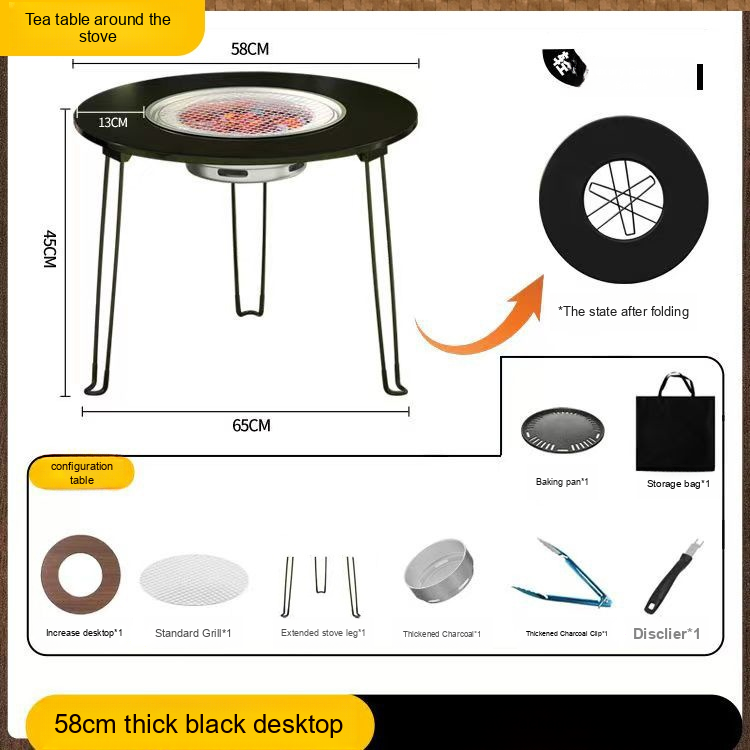 Tea table around the
stove
58CM
13CM
45CM
65CM
*The state after folding
configuration
table
Baking pan*1
Storage bag*1
Increase desktop*1
Standard Grill*1
Extended stove leg*1
Thickened Charcoal*1
Thickened Charcoal Clip*1
Disclier*1
58cm thick black desktop